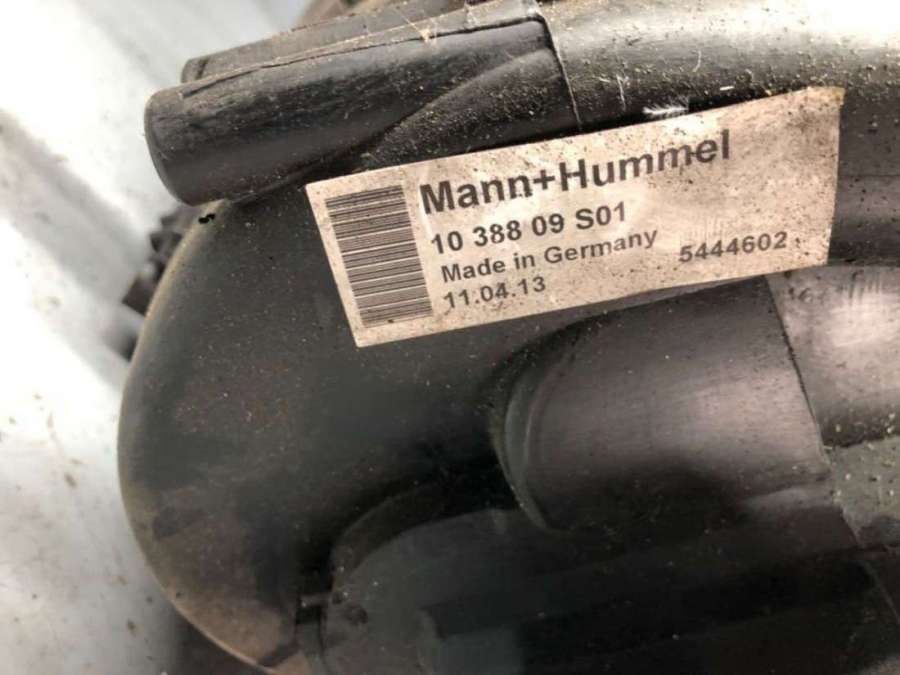 Mann+Hummel
10 388 09 S01
Made in Germany 5444602
11.04.13